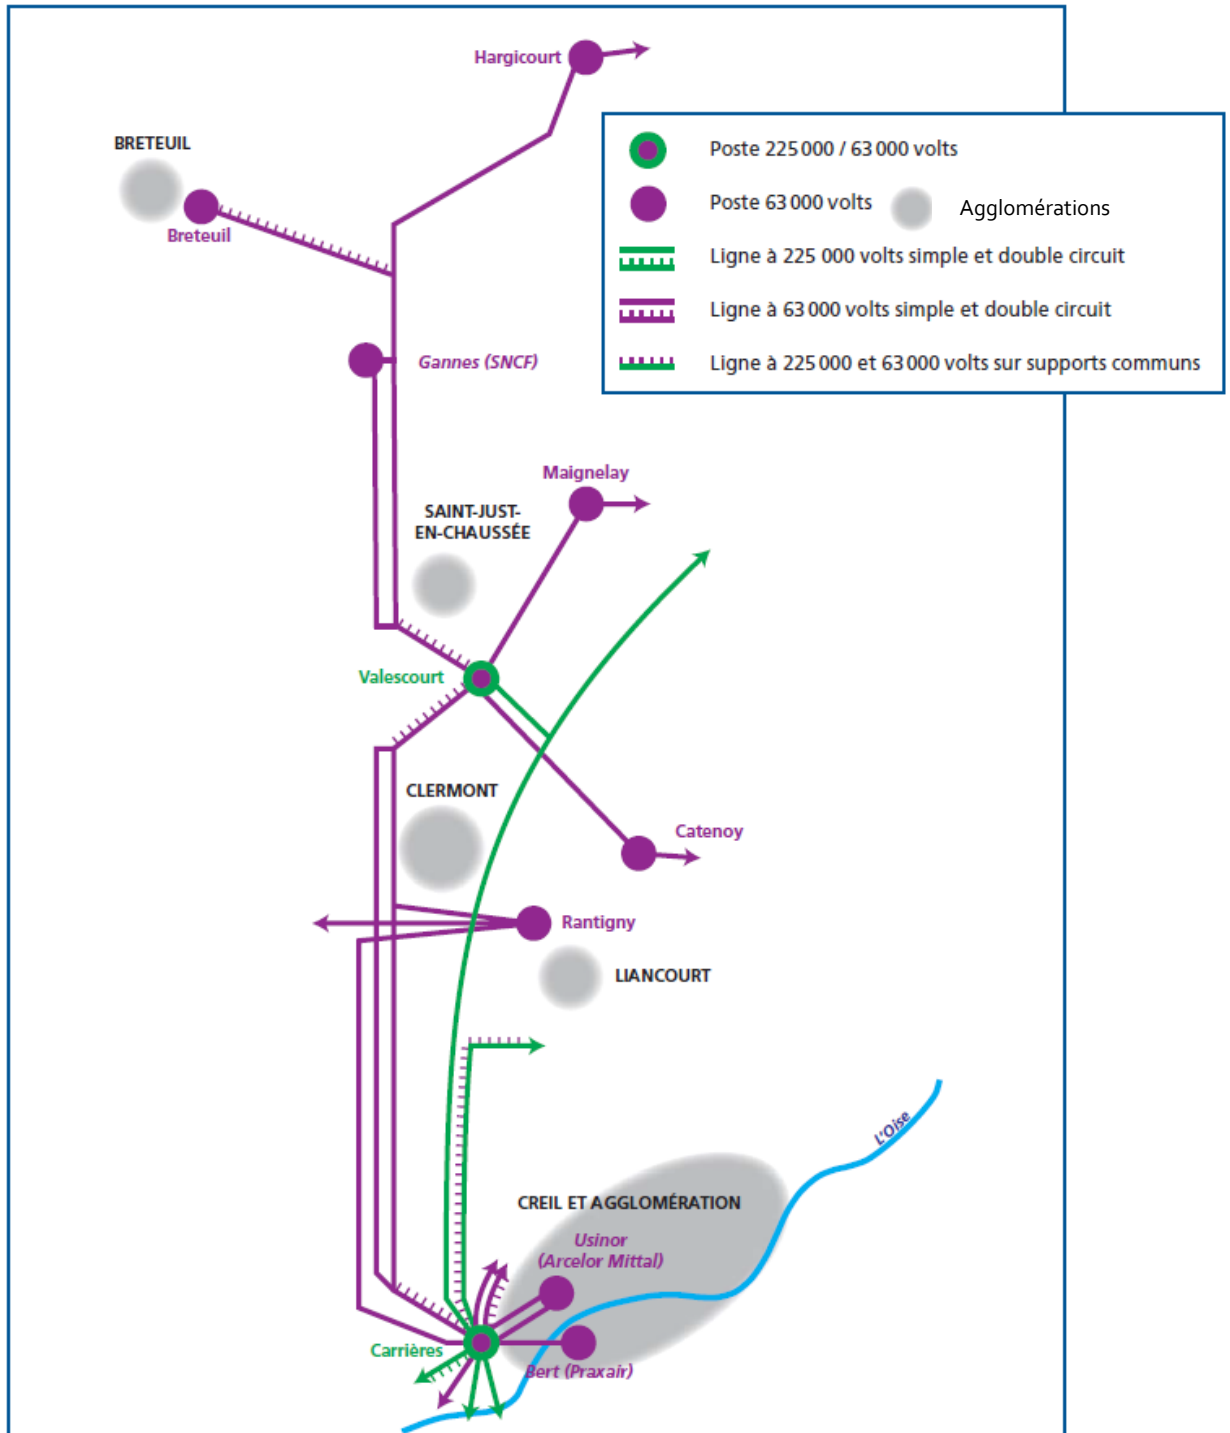 Hargicourt
BRETEUIL
Breteuil
Poste 225 000 / 63 000 volts
Poste 63 000 volts
Agglomérations
Ligne à 225 000 volts simple et double circuit
Ligne à 63 000 volts simple et double circuit
Ligne à 225 000 et 63 000 volts sur supports communs
Gannes (SNCF)
Maignelay
SAINT-JUST-
EN-CHAUSSÉE
Valescourt
CLERMONT
Catenoy
Rantigny
LIANCOURT
L'Oise
CREIL ET AGGLOMÉRATION
Usinor
(Arcelor Mittal)
Carrières
Bert (Praxair)